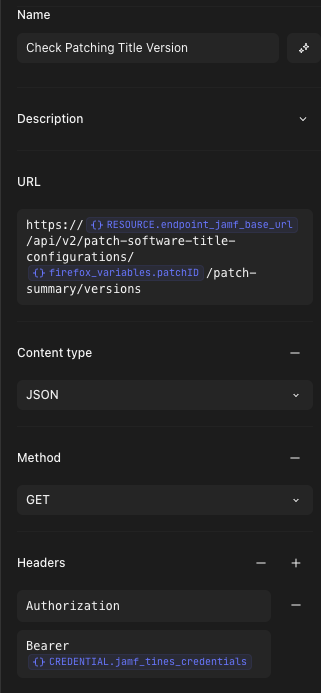 Name
Check Patching Title Version
Description
URL
https:// {} RESOURCE.endpoint_jamf_base_url
/api/v2/patch-software-title-
configurations/
{} firefox_variables.patchID /patch-
summary/versions
Content type
JSON
Method
GET
Headers
Authorization
Bearer
{} CREDENTIAL.jamf_tines_credentials